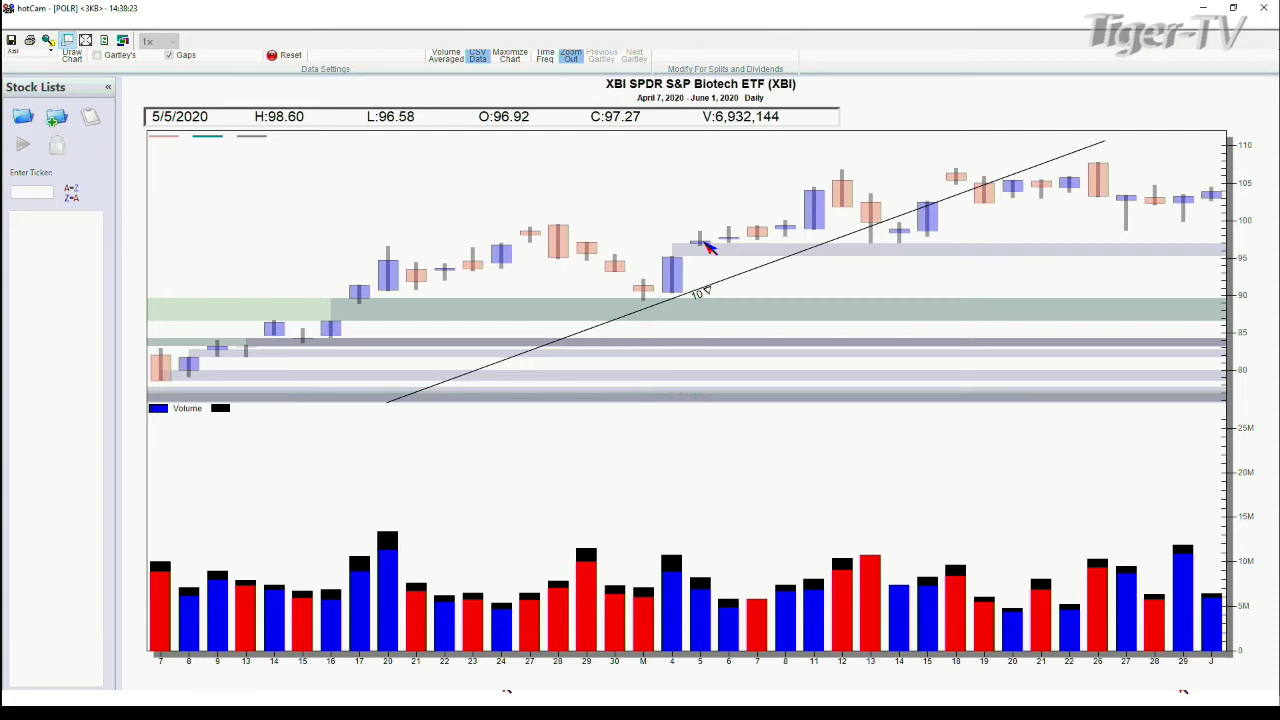 hotCam - [POLR] <3KB> - 14:38:23
Tiger-TV
1x
XBI
Draw Chart
Gartley's
Gaps
Reset
Volume Averaged
CSV Data
Maximize Chart
Time Freq
Zoom Out
Previous Gartley
Next Gartley
Data Settings
Modify For Splits and Dividends
Stock Lists «
Enter Ticker:
A=Z
Z=A
XBI SPDR S&P Biotech ETF (XBI)
April 7, 2020 - June 1, 2020 Daily
5/5/2020 H:98.60 L:96.58 O:96.92 C:97.27 V:6,932,144
110
105
100
95
90
85
80
10
Volume
25M
20M
15M
10M
5M
0
7 8 9 13 14 15 16 17 20 21 22 23 24 27 28 29 30 M 4 5 6 7 8 11 12 13 14 15 18 19 20 21 22 26 27 28 29 J